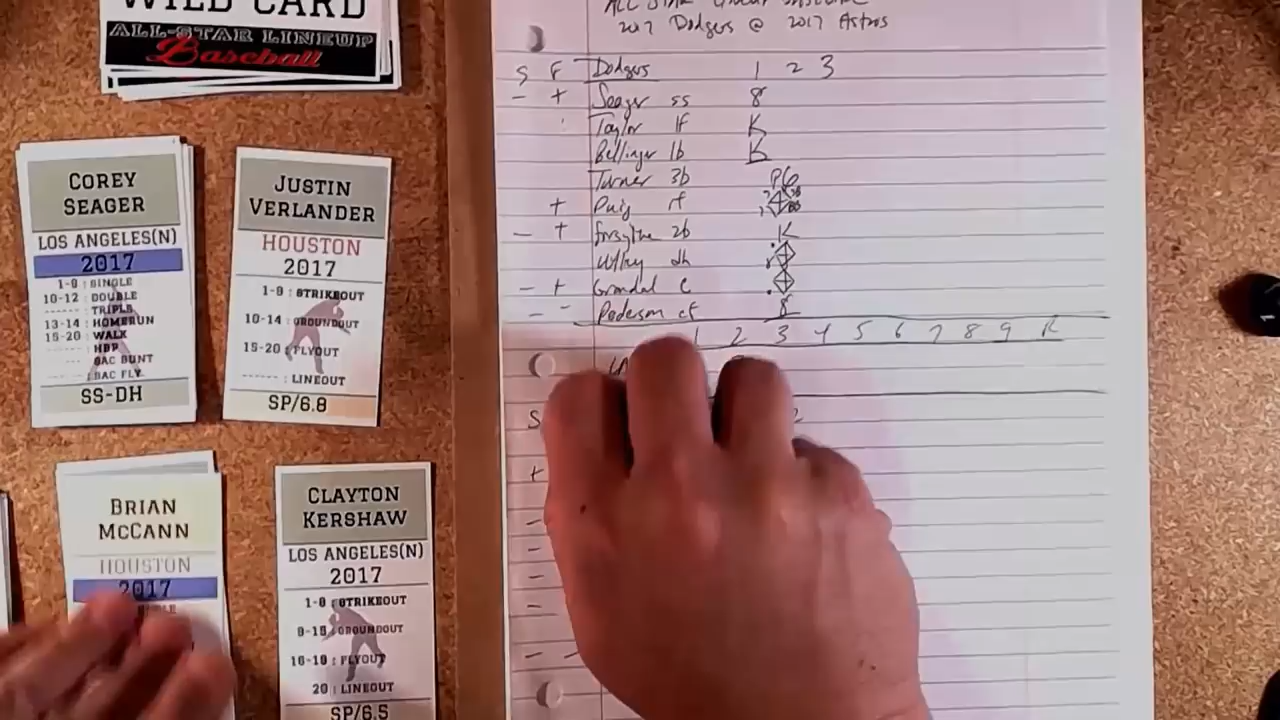 WILD CARD
ALL-STAR LINEUP
Baseball
COREY
SEAGER
LOS ANGELES(N)
2017
1-9 : SINGLE
10-12 : DOUBLE
------ : TRIPLE
13-14 : HOMERUN
15-20 : WALK
------ : HBP
------ : SAC BUNT
------ : SAC FLY
SS-DH
JUSTIN
VERLANDER
HOUSTON
2017
1-9 : STRIKEOUT
10-14 : GROUNDOUT
15-20 : FLYOUT
------ : LINEOUT
SP/6.8
BRIAN
MCCANN
HOUSTON
2017
CLAYTON
KERSHAW
LOS ANGELES(N)
2017
1-8 : STRIKEOUT
9-15 : GROUNDOUT
16-19 : FLYOUT
20 : LINEOUT
SP/6.5
2017 Dodgers @ 2017 Astros
S F Dodgers 1 2 3
- + Seager ss 8
Taylor lf K
Bellinger 1b K
Turner 3b P6
+ Puig rf
- + Forsythe 2b K
Utley dh
- + Grandal c
- - Pederson cf 8
1 2 3 4 5 6 7 8 9 R
LA
S
2
+
-
-
-
-
- -